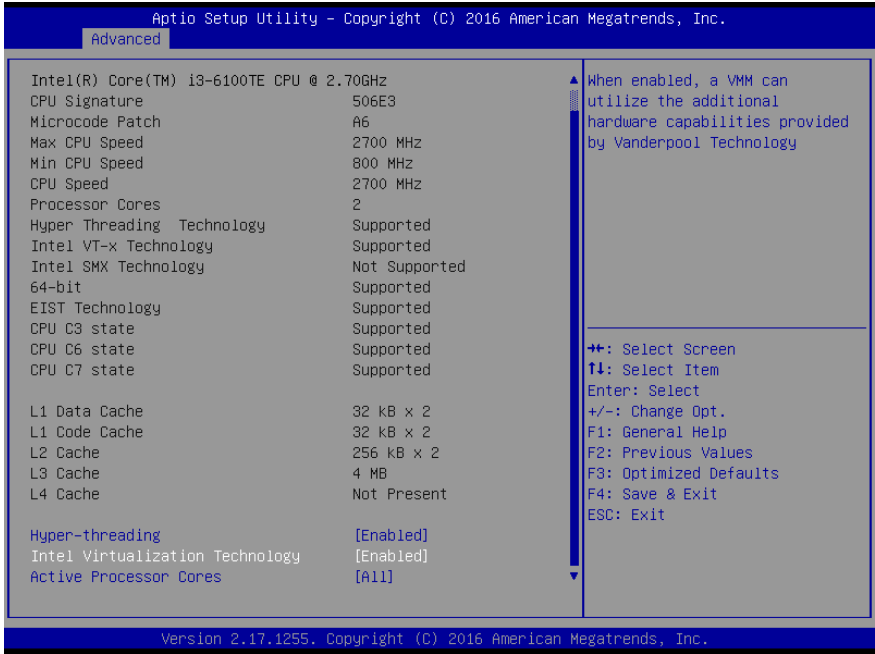 Aptio Setup Utility – Copyright (C) 2016 American Megatrends, Inc.
Advanced
Intel(R) Core(TM) i3-6100TE CPU @ 2.70GHz
CPU Signature 506E3
Microcode Patch A6
Max CPU Speed 2700 MHz
Min CPU Speed 800 MHz
CPU Speed 2700 MHz
Processor Cores 2
Hyper Threading Technology Supported
Intel VT-x Technology Supported
Intel SMX Technology Not Supported
64-bit Supported
EIST Technology Supported
CPU C3 state Supported
CPU C6 state Supported
CPU C7 state Supported
L1 Data Cache 32 kB x 2
L1 Code Cache 32 kB x 2
L2 Cache 256 kB x 2
L3 Cache 4 MB
L4 Cache Not Present
Hyper-threading [Enabled]
Intel Virtualization Technology [Enabled]
Active Processor Cores [All]
When enabled, a VMM can
utilize the additional
hardware capabilities provided
by Vanderpool Technology
→←: Select Screen
↑↓: Select Item
Enter: Select
+/-: Change Opt.
F1: General Help
F2: Previous Values
F3: Optimized Defaults
F4: Save & Exit
ESC: Exit
Version 2.17.1255. Copyright (C) 2016 American Megatrends, Inc.